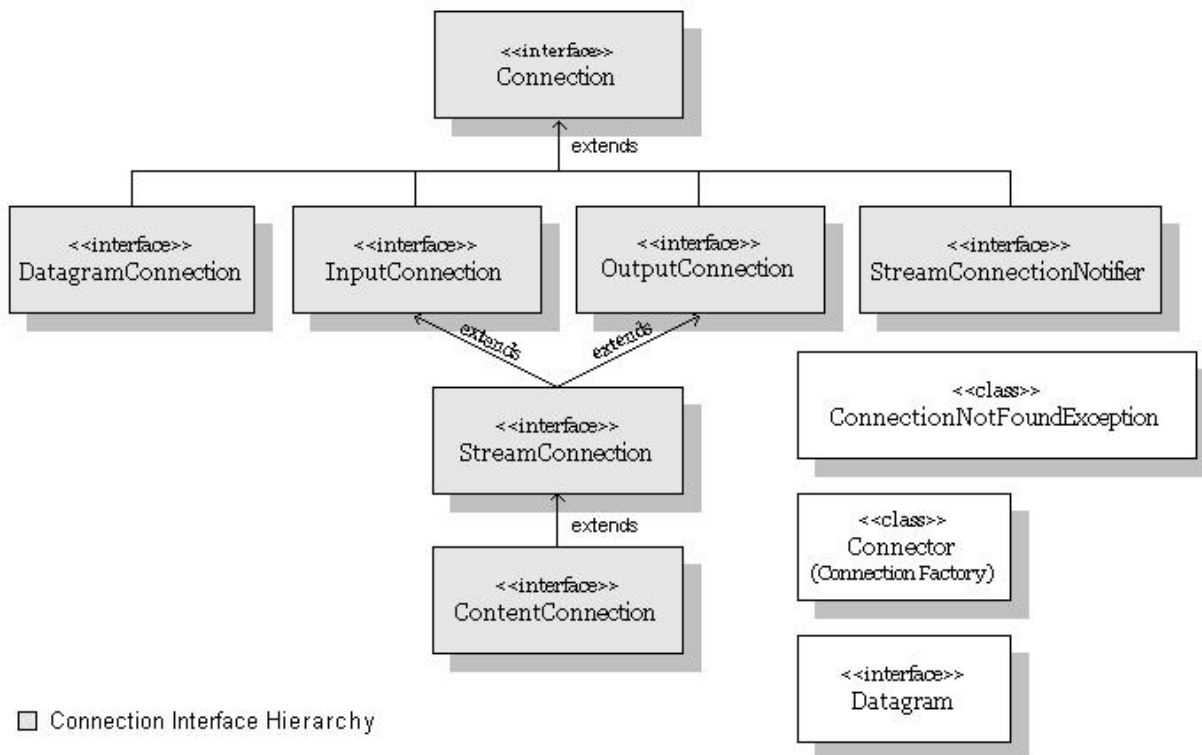 <<interface>>
Connection
extends
<<interface>>
DatagramConnection
<<interface>>
InputConnection
<<interface>>
OutputConnection
<<interface>>
StreamConnectionNotifier
extends
extends
<<class>>
ConnectionNotFoundException
<<interface>>
StreamConnection
<<class>>
Connector
(Connection Factory)
extends
<<interface>>
ContentConnection
<<interface>>
Datagram
Connection Interface Hierarchy